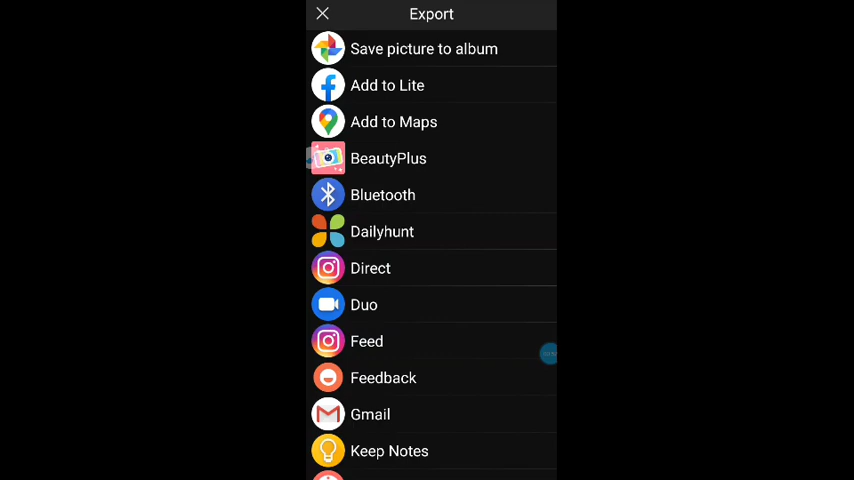 Export
Save picture to album
Add to Lite
Add to Maps
BeautyPlus
Bluetooth
Dailyhunt
Direct
Duo
Feed
Feedback
Gmail
Keep Notes